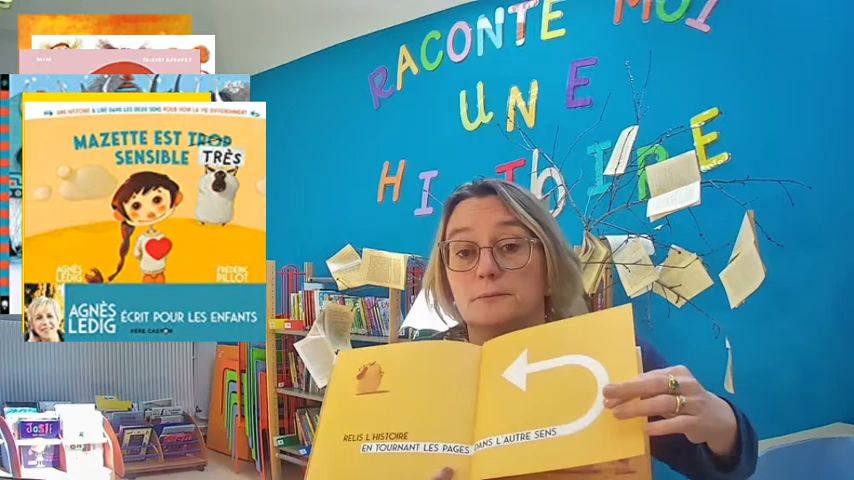 RACONTE MOI
UNE
HISTOIRE
UNE HISTOIRE À LIRE DANS LES DEUX SENS POUR VOIR LA VIE DIFFÉREMMENT
MAZETTE EST TROP
SENSIBLE TRÈS
AGNÈS
LEDIG
FRÉDÉRIC
PILLOT
AGNÈS
LEDIG
ÉCRIT POUR LES ENFANTS
PÈRE CASTOR
RELIS L'HISTOIRE
EN TOURNANT LES PAGES DANS L'AUTRE SENS